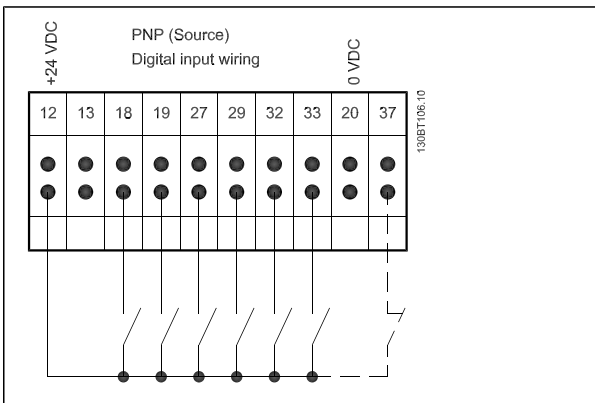 +24 VDC
PNP (Source)
Digital input wiring
0 VDC
12 13 18 19 27 29 32 33 20 37
130BT106.10